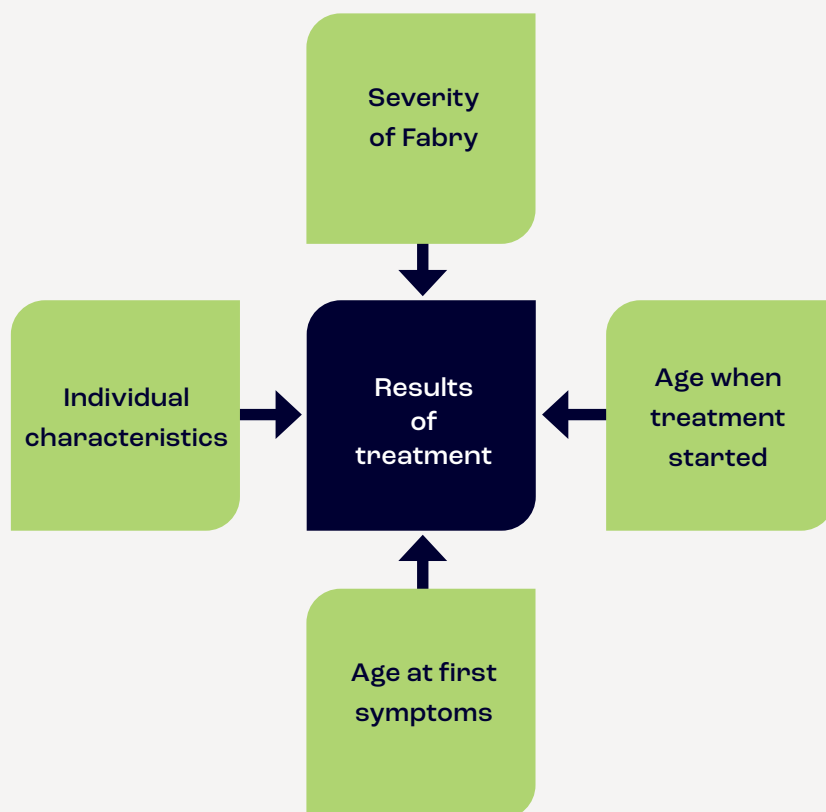 Severity
of Fabry
Individual
characteristics
Results
of
treatment
Age when
treatment
started
Age at first
symptoms